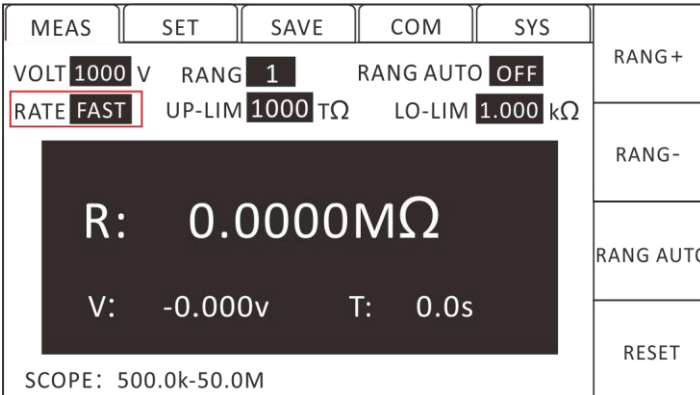 MEAS SET SAVE COM SYS
VOLT 1000 V RANG 1 RANG AUTO OFF
RATE FAST UP-LIM 1000 TΩ LO-LIM 1.000 kΩ
R: 0.0000MΩ
V: -0.000v T: 0.0s
SCOPE: 500.0k-50.0M
RANG+
RANG-
RANG AUTO
RESET